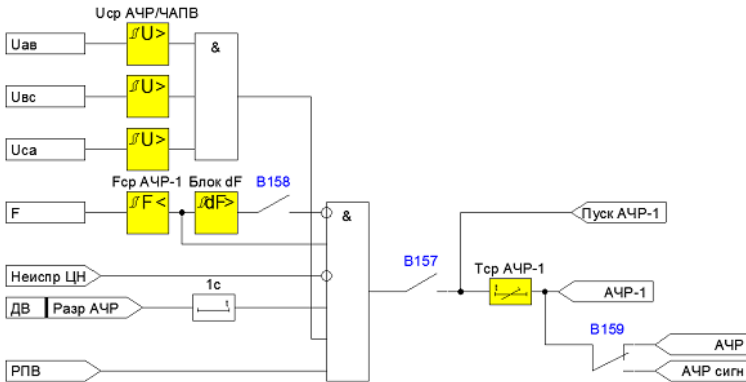 Uср АЧР/ЧАПВ
Uав
U>
&
Uвс
U>
Uса
U>
Fср АЧР-1
Блок dF
В158
F
F<
dF>
&
Пуск АЧР-1
Неиспр ЦН
В157
Тср АЧР-1
1с
t
АЧР-1
ДВ
Разр АЧР
t
В159
АЧР
РПВ
АЧР сигн